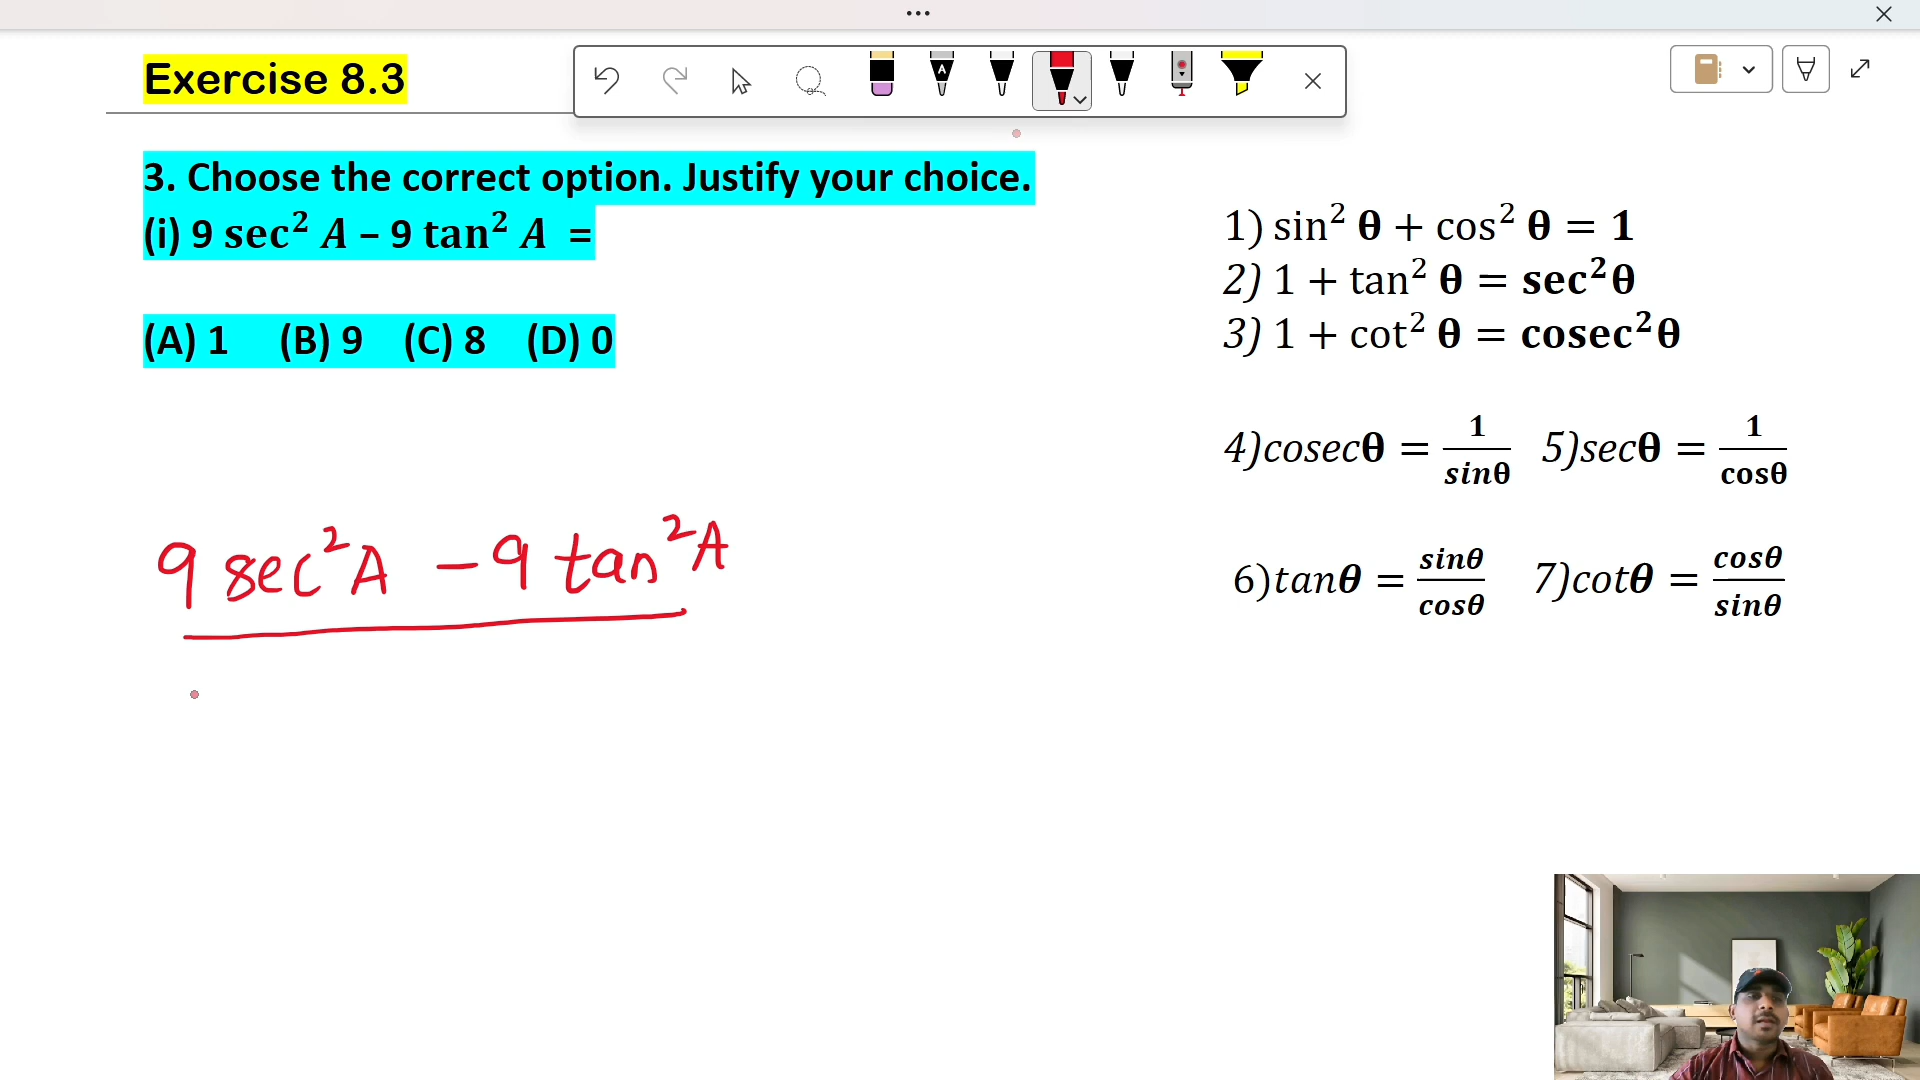 Exercise 8.3
3. Choose the correct option. Justify your choice.
(i) 9 sec² A – 9 tan² A =
(A) 1 (B) 9 (C) 8 (D) 0
9 sec²A – 9 tan²A
1) sin² θ + cos² θ = 1
2) 1 + tan² θ = sec²θ
3) 1 + cot² θ = cosec²θ
4)cosecθ = 1/sinθ 5)secθ = 1/cosθ
6)tanθ = sinθ/cosθ 7)cotθ = cosθ/sinθ